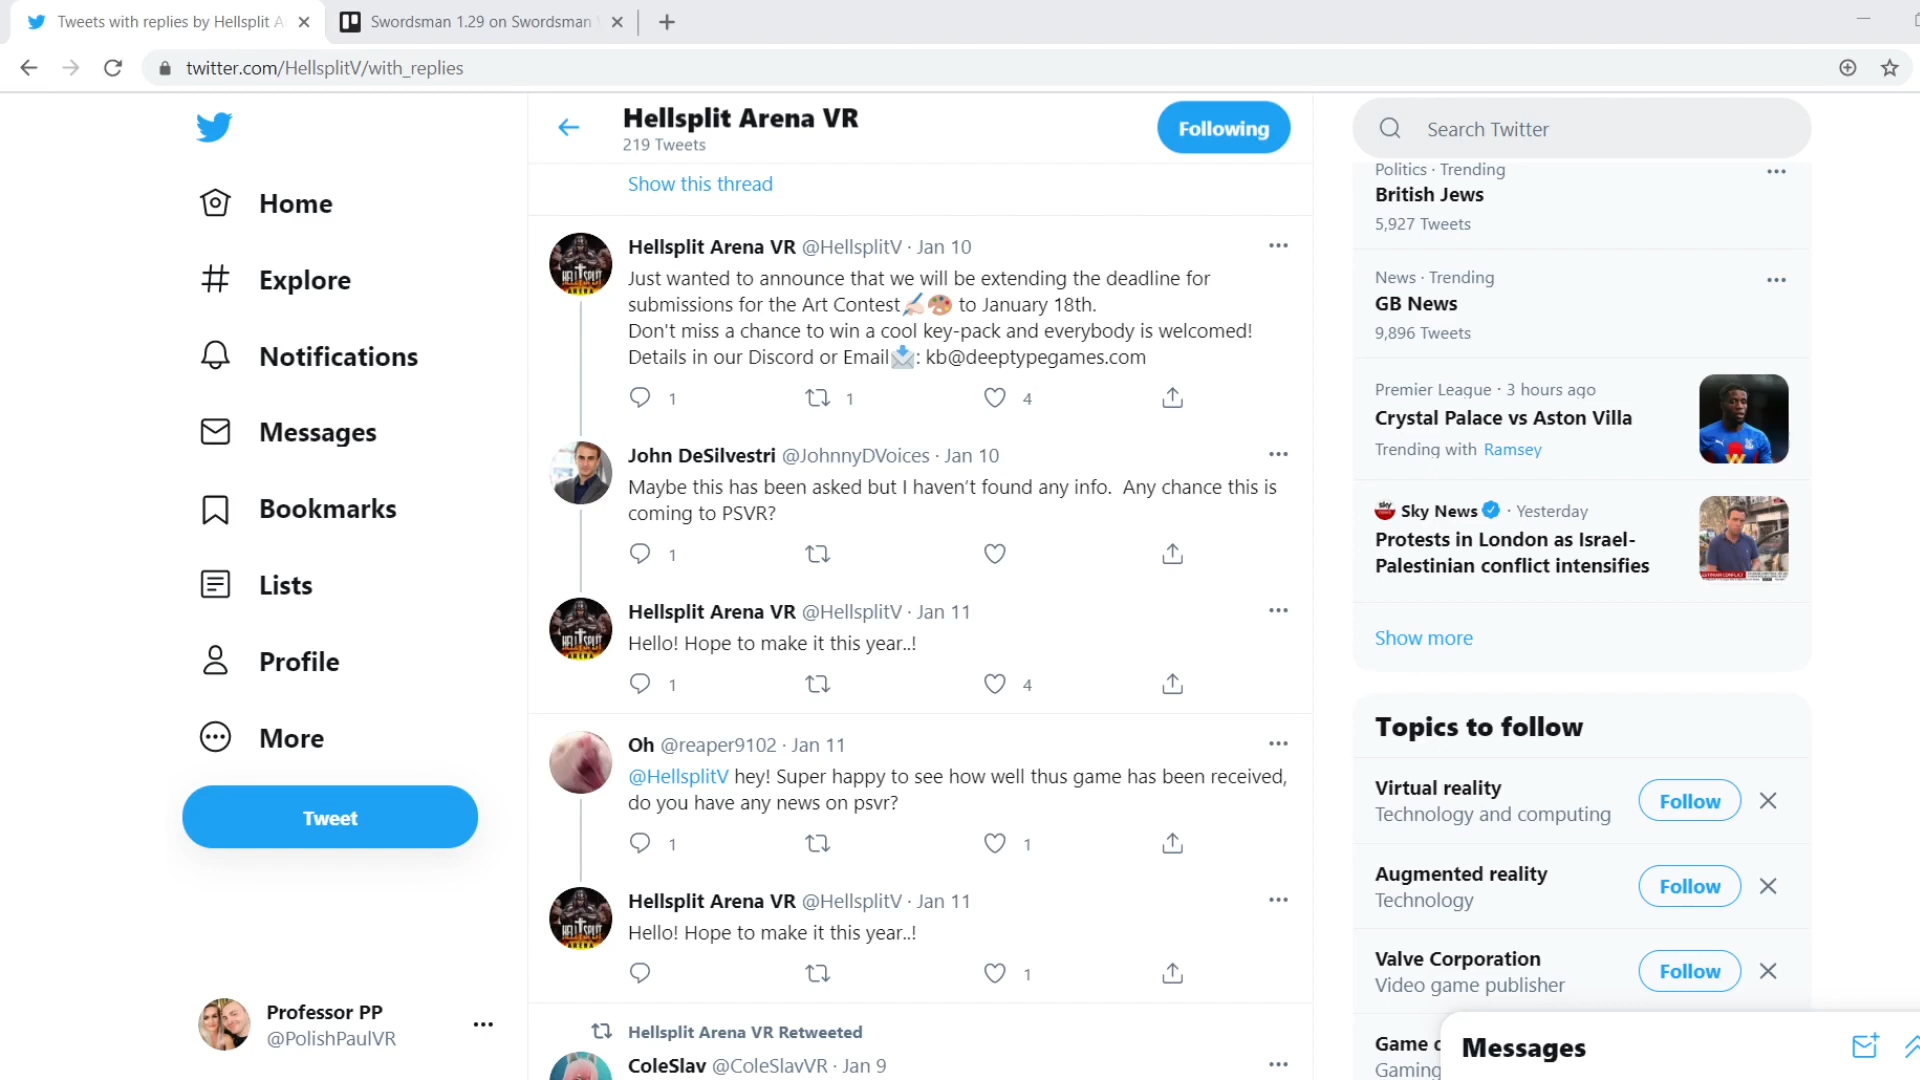 Tweets with replies by Hellsplit A
Swordsman 1.29 on Swordsman
twitter.com/HellsplitV/with_replies
Home
Explore
Notifications
Messages
Bookmarks
Lists
Profile
More
Tweet
Professor PP
@PolishPaulVR
Hellsplit Arena VR
219 Tweets
Following
Show this thread
Hellsplit Arena VR @HellsplitV · Jan 10
Just wanted to announce that we will be extending the deadline for
submissions for the Art Contest✍🏻🎨 to January 18th.
Don't miss a chance to win a cool key-pack and everybody is welcomed!
Details in our Discord or Email📩: kb@deeptypegames.com
1 1 4
John DeSilvestri @JohnnyDVoices · Jan 10
Maybe this has been asked but I haven't found any info. Any chance this is
coming to PSVR?
1
Hellsplit Arena VR @HellsplitV · Jan 11
Hello! Hope to make it this year..!
1 4
Oh @reaper9102 · Jan 11
@HellsplitV hey! Super happy to see how well thus game has been received,
do you have any news on psvr?
1 1
Hellsplit Arena VR @HellsplitV · Jan 11
Hello! Hope to make it this year..!
1
Hellsplit Arena VR Retweeted
ColeSlav @ColeSlavVR · Jan 9
Search Twitter
Politics · Trending
British Jews
5,927 Tweets
News · Trending
GB News
9,896 Tweets
Premier League · 3 hours ago
Crystal Palace vs Aston Villa
Trending with Ramsey
Sky News · Yesterday
Protests in London as Israel-
Palestinian conflict intensifies
Show more
Topics to follow
Virtual reality
Technology and computing
Follow
Augmented reality
Technology
Follow
Valve Corporation
Video game publisher
Follow
Game
Gaming
Messages